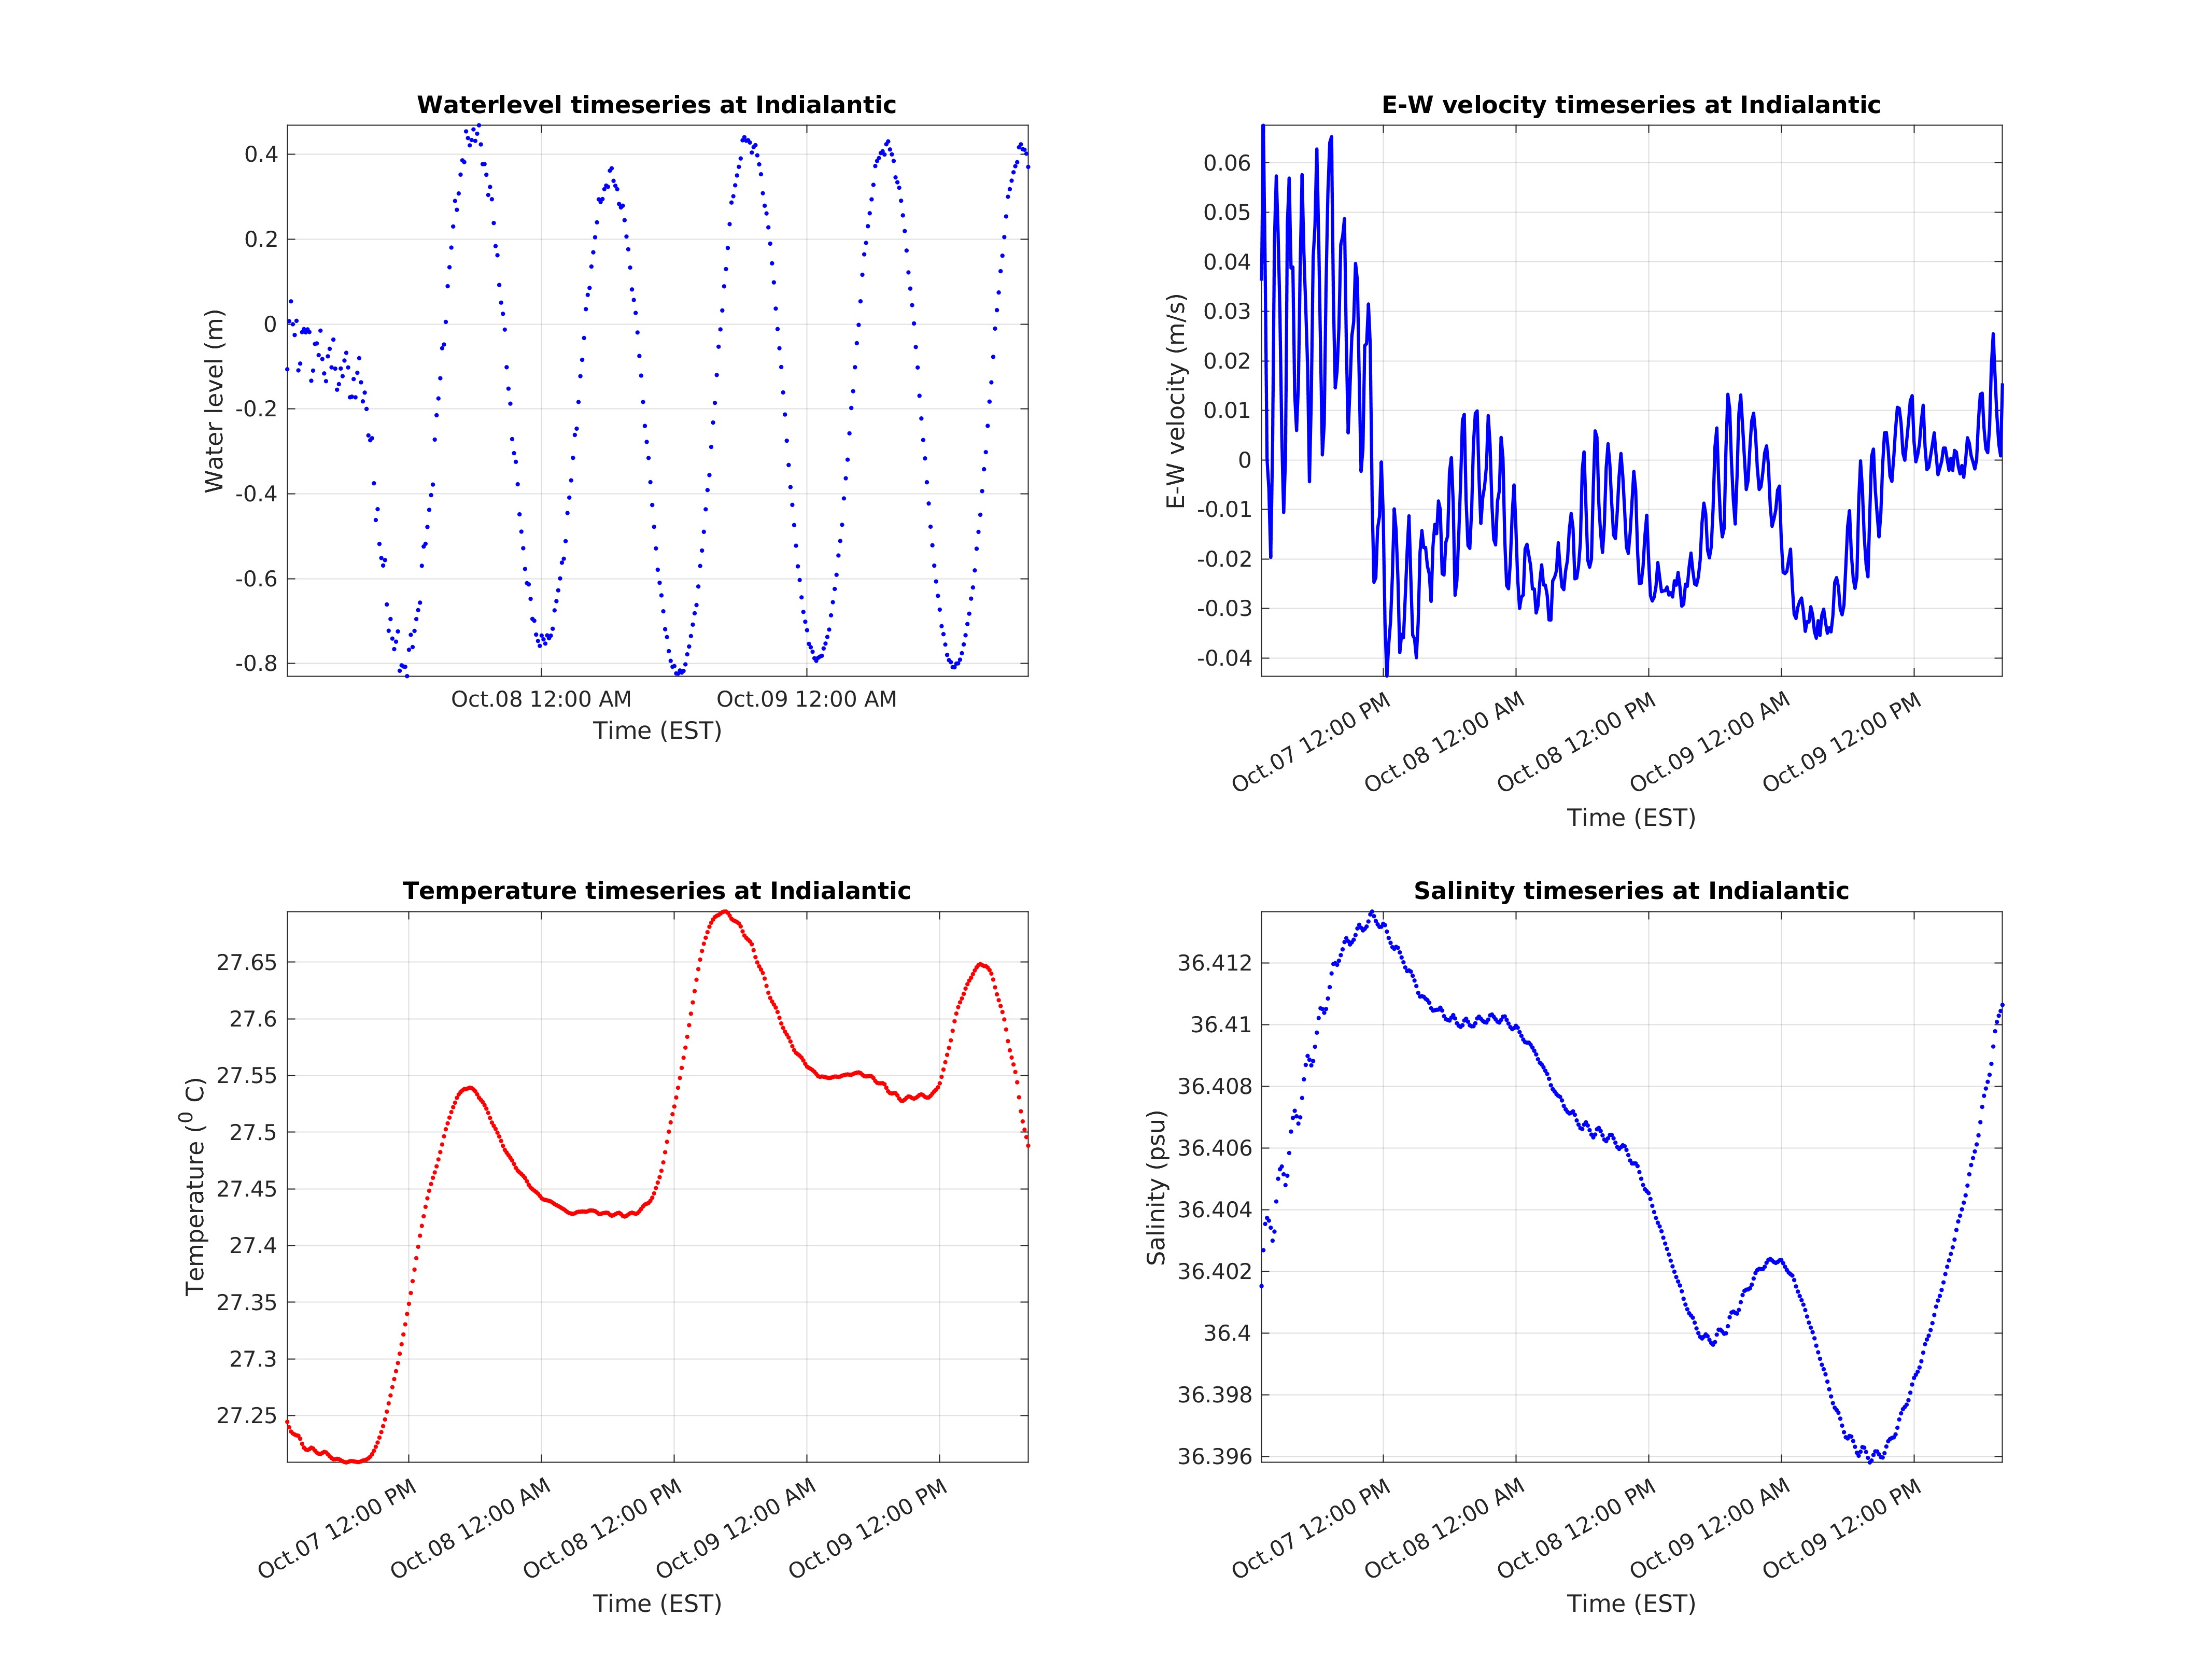 Waterlevel timeseries at Indialantic
0.4
0.2
0
-0.2
-0.4
-0.6
-0.8
Water level (m)
Oct.08 12:00 AM
Oct.09 12:00 AM
Time (EST)
E-W velocity timeseries at Indialantic
0.06
0.05
0.04
0.03
0.02
0.01
0
-0.01
-0.02
-0.03
-0.04
E-W velocity (m/s)
Oct.07 12:00 PM
Oct.08 12:00 AM
Oct.08 12:00 PM
Oct.09 12:00 AM
Oct.09 12:00 PM
Time (EST)
Temperature timeseries at Indialantic
27.65
27.6
27.55
27.5
27.45
27.4
27.35
27.3
27.25
Temperature (⁰ C)
Oct.07 12:00 PM
Oct.08 12:00 AM
Oct.08 12:00 PM
Oct.09 12:00 AM
Oct.09 12:00 PM
Time (EST)
Salinity timeseries at Indialantic
36.412
36.41
36.408
36.406
36.404
36.402
36.4
36.398
36.396
Salinity (psu)
Oct.07 12:00 PM
Oct.08 12:00 AM
Oct.08 12:00 PM
Oct.09 12:00 AM
Oct.09 12:00 PM
Time (EST)